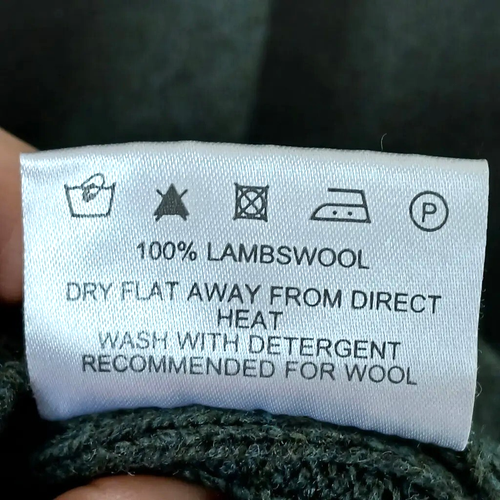 P
100% LAMBSWOOL
DRY FLAT AWAY FROM DIRECT
HEAT
WASH WITH DETERGENT
RECOMMENDED FOR WOOL